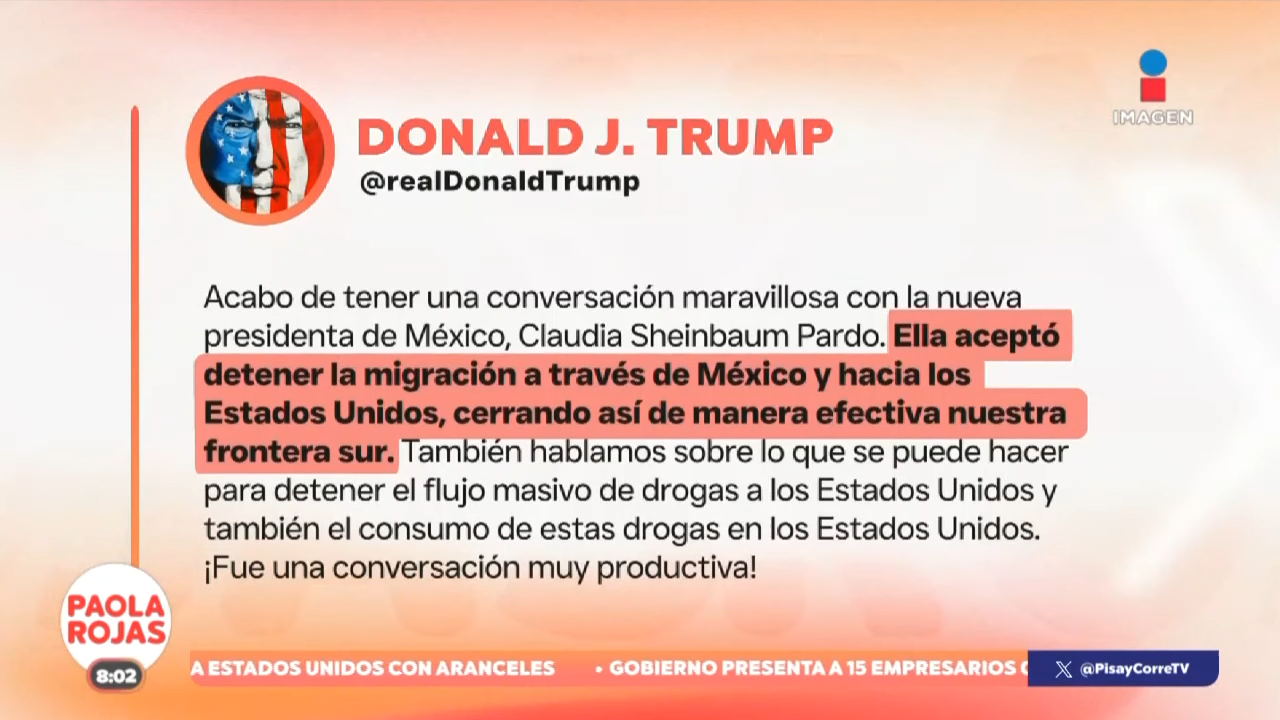 IMAGEN
DONALD J. TRUMP
@realDonaldTrump
Acabo de tener una conversación maravillosa con la nueva
presidenta de México, Claudia Sheinbaum Pardo. Ella aceptó
detener la migración a través de México y hacia los
Estados Unidos, cerrando así de manera efectiva nuestra
frontera sur. También hablamos sobre lo que se puede hacer
para detener el flujo masivo de drogas a los Estados Unidos y
también el consumo de estas drogas en los Estados Unidos.
¡Fue una conversación muy productiva!
PAOLA
ROJAS
8:02
A ESTADOS UNIDOS CON ARANCELES • GOBIERNO PRESENTA A 15 EMPRESARIOS
@PisayCorreTV